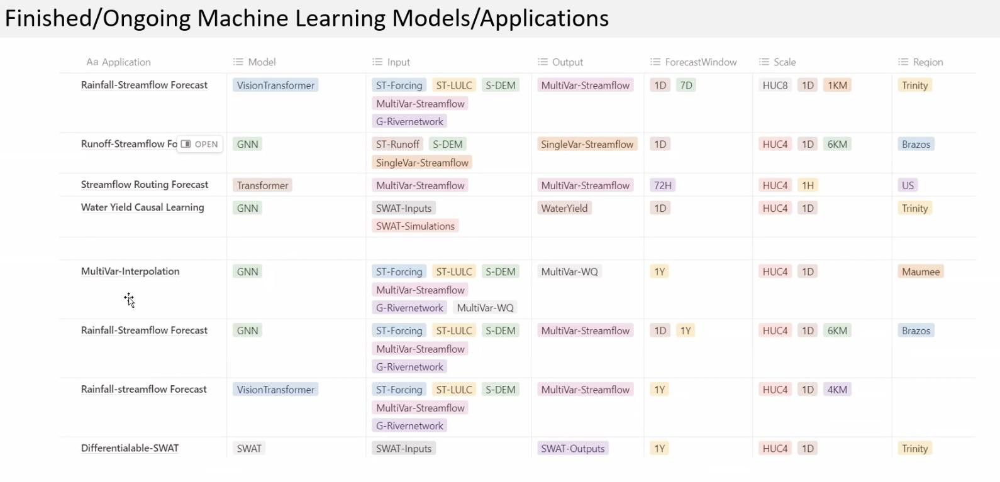 Finished/Ongoing Machine Learning Models/Applications
Aa Application Model Input Output ForecastWindow Scale Region
Rainfall-Streamflow Forecast VisionTransformer ST-Forcing ST-LULC S-DEM MultiVar-Streamflow 1D 7D HUC8 1D 1KM Trinity
MultiVar-Streamflow
G-Rivernetwork
Runoff-Streamflow Fo OPEN GNN ST-Runoff S-DEM SingleVar-Streamflow 1D HUC4 1D 6KM Brazos
SingleVar-Streamflow
Streamflow Routing Forecast Transformer MultiVar-Streamflow MultiVar-Streamflow 72H HUC4 1H US
Water Yield Causal Learning GNN SWAT-Inputs WaterYield 1D HUC4 1D Trinity
SWAT-Simulations
MultiVar-Interpolation GNN ST-Forcing ST-LULC S-DEM MultiVar-WQ 1Y HUC4 1D Maumee
MultiVar-Streamflow
G-Rivernetwork MultiVar-WQ
Rainfall-Streamflow Forecast GNN ST-Forcing ST-LULC S-DEM MultiVar-Streamflow 1D 1Y HUC4 1D 6KM Brazos
MultiVar-Streamflow
G-Rivernetwork
Rainfall-streamflow Forecast VisionTransformer ST-Forcing ST-LULC S-DEM MultiVar-Streamflow 1Y HUC4 1D 4KM
MultiVar-Streamflow
G-Rivernetwork
Differentialable-SWAT SWAT SWAT-Inputs SWAT-Outputs 1Y HUC4 1D Trinity